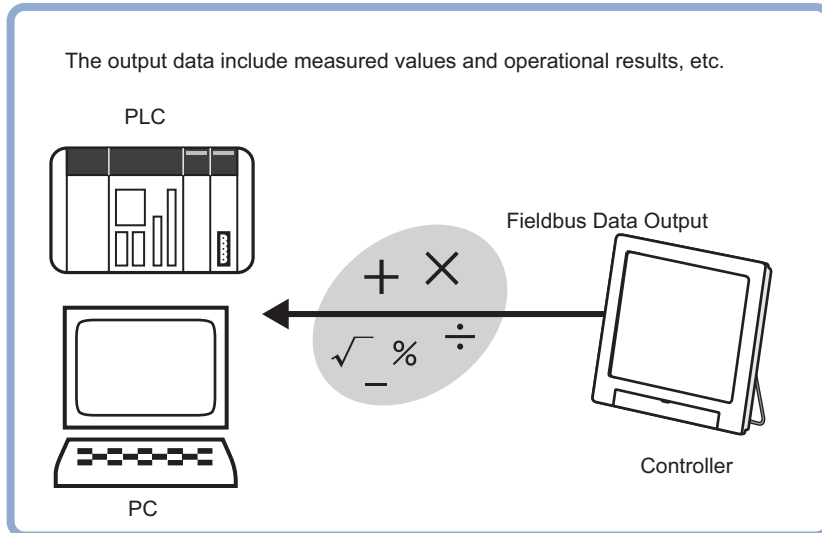 The output data include measured values and operational results, etc.
PLC
Fieldbus Data Output
+ ×
√ % ÷
−
Controller
PC